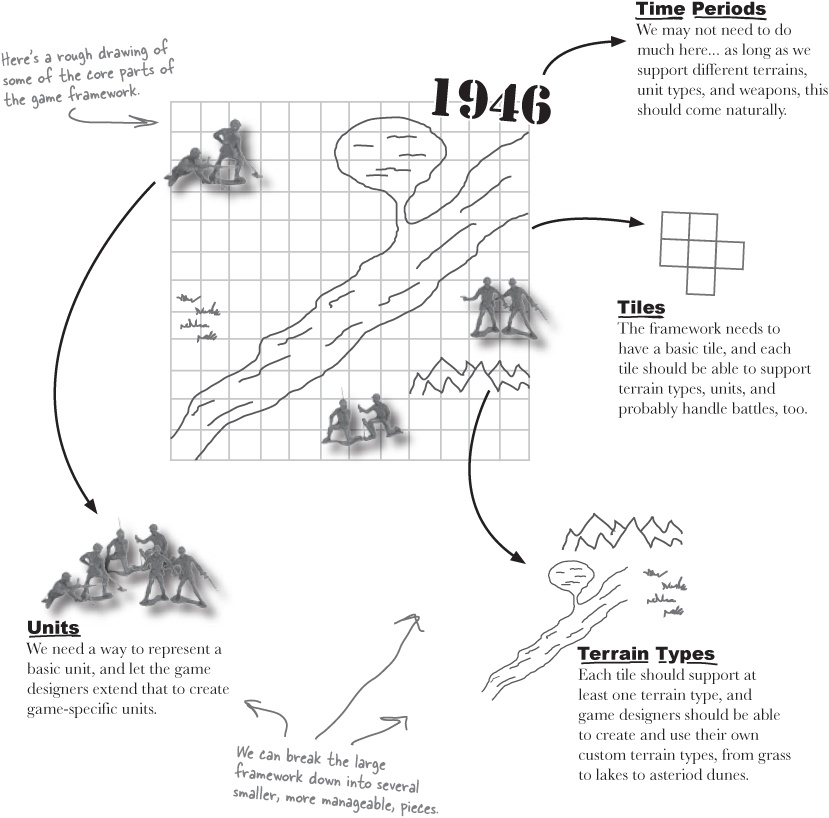 Here's a rough drawing of
some of the core parts of
the game framework.
1946
Time Periods
We may not need to do
much here... as long as we
support different terrains,
unit types, and weapons, this
should come naturally.
Tiles
The framework needs to
have a basic tile, and each
tile should be able to support
terrain types, units, and
probably handle battles, too.
Units
We need a way to represent a
basic unit, and let the game
designers extend that to create
game-specific units.
Terrain Types
Each tile should support at
least one terrain type, and
game designers should be able
to create and use their own
custom terrain types, from grass
to lakes to asteriod dunes.
We can break the large
framework down into several
smaller, more manageable, pieces.